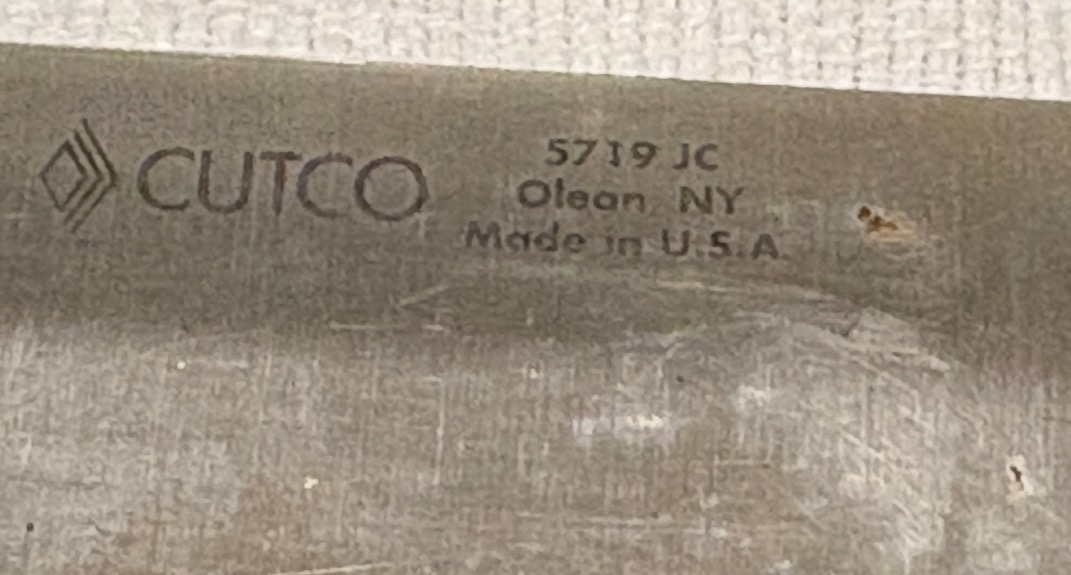 CUTCO
5719 JC
Olean NY
Made in U.S.A.